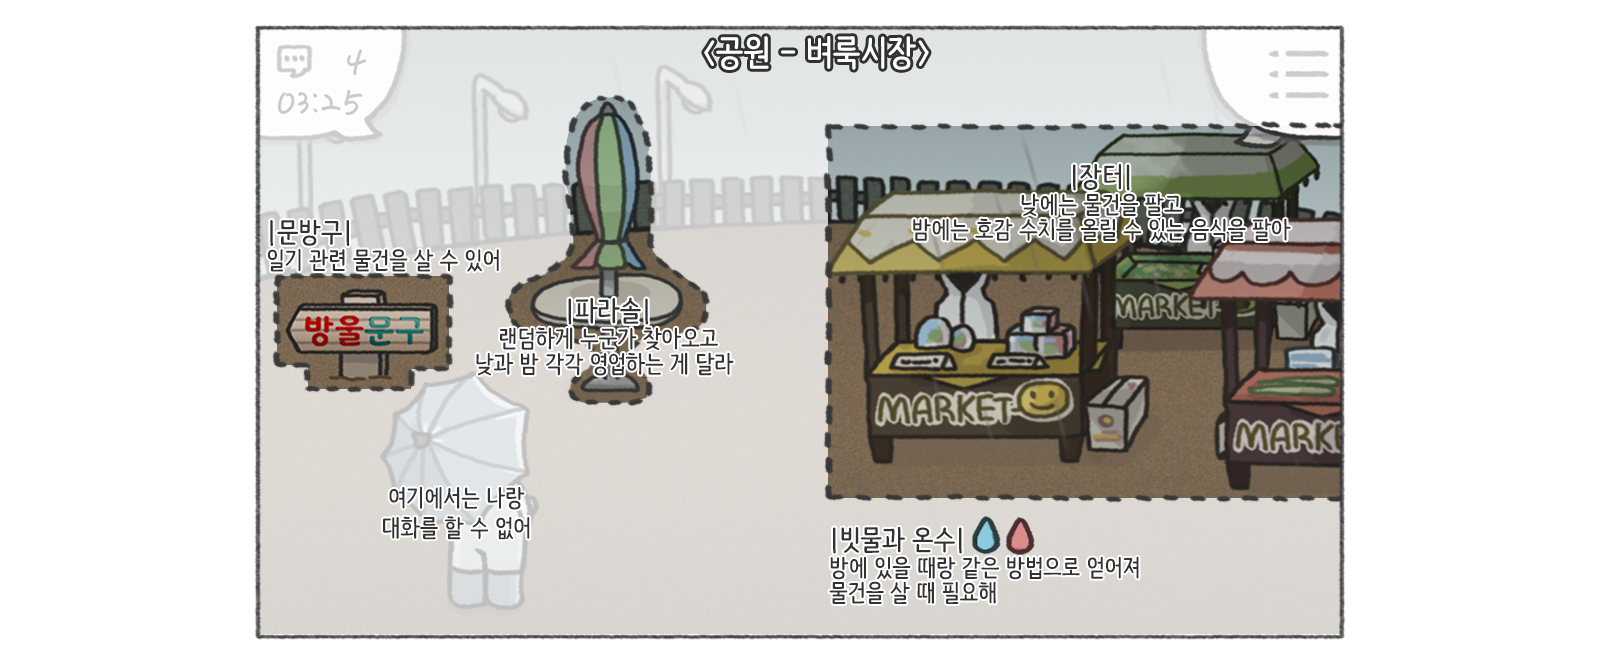 <공원 - 벼룩시장>
4
03:25
|문방구|
일기 관련 물건을 살 수 있어
방울문구
|파라솔|
랜덤하게 누군가 찾아오고
낮과 밤 각각 영업하는 게 달라
|장터|
낮에는 물건을 팔고
밤에는 호감 수치를 올릴 수 있는 음식을 팔아
MARKET
MARKET
MARKE
여기에서는 나랑
대화를 할 수 없어
|빗물과 온수|
방에 있을 때랑 같은 방법으로 얻어져
물건을 살 때 필요해